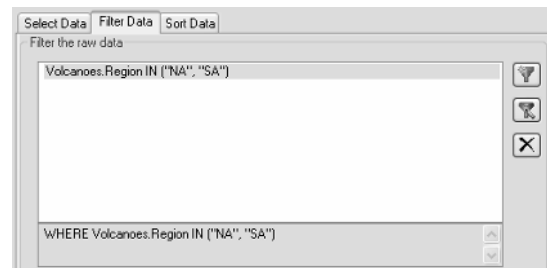 Select Data Filter Data Sort Data
Filter the raw data
Volcanoes.Region IN ("NA", "SA")
WHERE Volcanoes.Region IN ("NA", "SA")